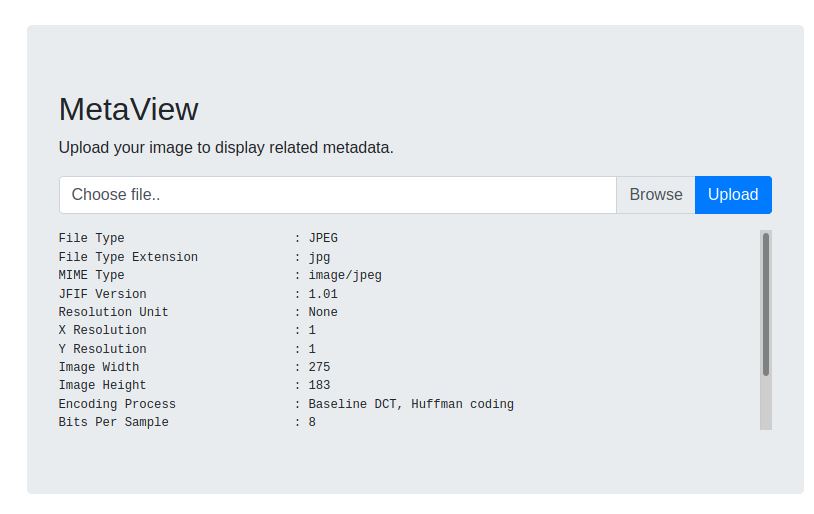 MetaView
Upload your image to display related metadata.
Choose file.. Browse Upload
File Type : JPEG
File Type Extension : jpg
MIME Type : image/jpeg
JFIF Version : 1.01
Resolution Unit : None
X Resolution : 1
Y Resolution : 1
Image Width : 275
Image Height : 183
Encoding Process : Baseline DCT, Huffman coding
Bits Per Sample : 8